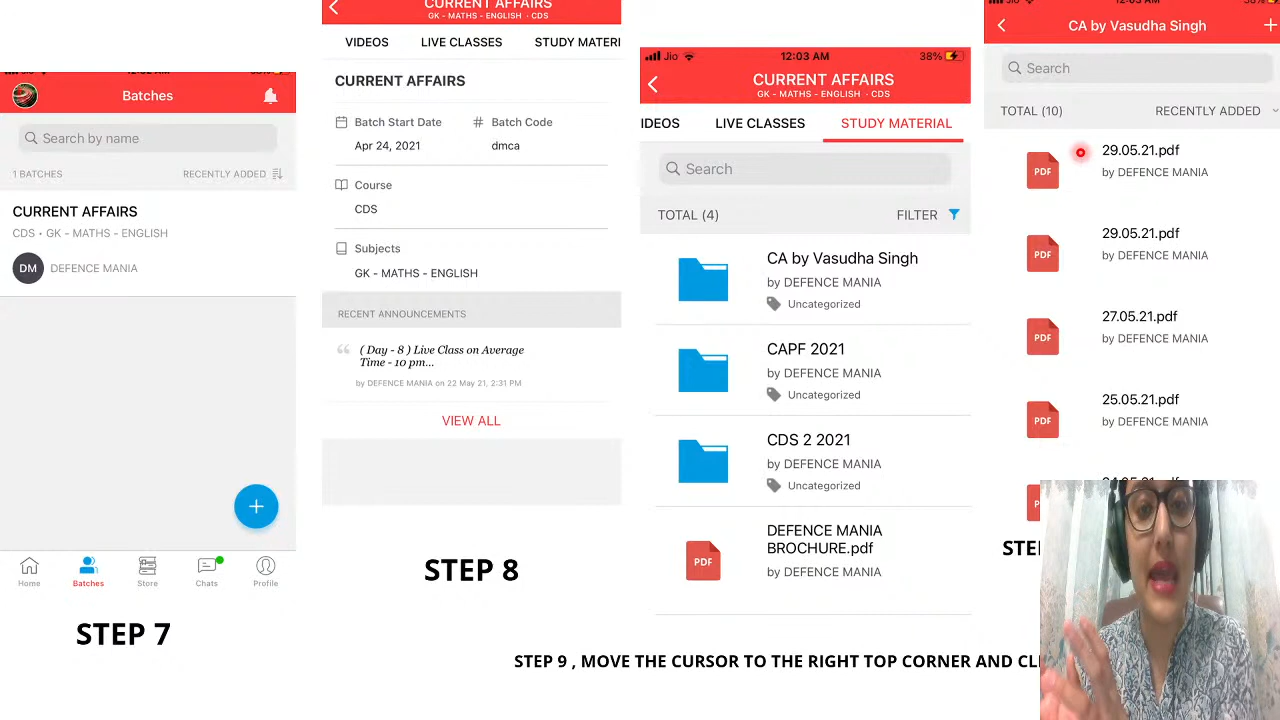 Batches
Search by name
1 BATCHES
RECENTLY ADDED
CURRENT AFFAIRS
CDS • GK - MATHS - ENGLISH
DM
DEFENCE MANIA
+
Home
Batches
Store
Chats
Profile
STEP 7
CURRENT AFFAIRS
GK - MATHS - ENGLISH · CDS
VIDEOS
LIVE CLASSES
STUDY MATERI
CURRENT AFFAIRS
Batch Start Date
Apr 24, 2021
# Batch Code
dmca
Course
CDS
Subjects
GK - MATHS - ENGLISH
RECENT ANNOUNCEMENTS
( Day - 8 ) Live Class on Average
Time - 10 pm...
by DEFENCE MANIA on 22 May 21, 2:31 PM
VIEW ALL
STEP 8
Jio
12:03 AM
38%
CURRENT AFFAIRS
GK - MATHS - ENGLISH · CDS
IDEOS
LIVE CLASSES
STUDY MATERIAL
Search
TOTAL (4)
FILTER
CA by Vasudha Singh
by DEFENCE MANIA
Uncategorized
CAPF 2021
by DEFENCE MANIA
Uncategorized
CDS 2 2021
by DEFENCE MANIA
Uncategorized
PDF
DEFENCE MANIA
BROCHURE.pdf
by DEFENCE MANIA
CA by Vasudha Singh
+
Search
TOTAL (10)
RECENTLY ADDED
PDF
29.05.21.pdf
by DEFENCE MANIA
PDF
29.05.21.pdf
by DEFENCE MANIA
PDF
27.05.21.pdf
by DEFENCE MANIA
PDF
25.05.21.pdf
by DEFENCE MANIA
STE
STEP 9 , MOVE THE CURSOR TO THE RIGHT TOP CORNER AND CL